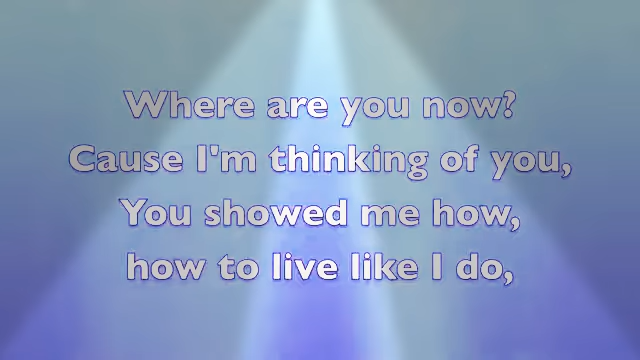 Where are you now?
Cause I'm thinking of you,
You showed me how,
how to live like I do,